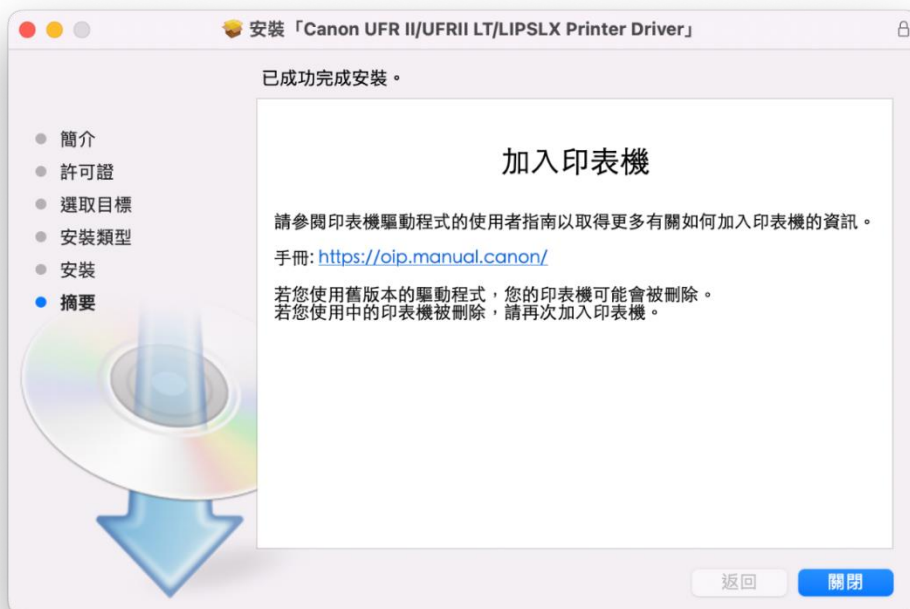 安裝「Canon UFR II/UFRII LT/LIPSLX Printer Driver」
已成功完成安裝。
簡介
許可證
選取目標
安裝類型
安裝
摘要
加入印表機
請參閱印表機驅動程式的使用者指南以取得更多有關如何加入印表機的資訊。
手冊: https://oip.manual.canon/
若您使用舊版本的驅動程式，您的印表機可能會被刪除。
若您使用中的印表機被刪除，請再次加入印表機。
返回
關閉